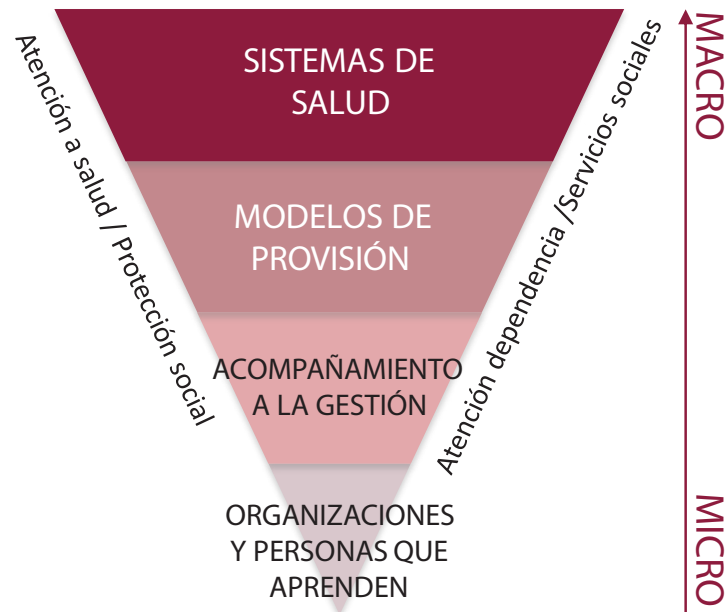 SISTEMAS DE
SALUD
MODELOS DE
PROVISIÓN
ACOMPAÑAMIENTO
A LA GESTIÓN
ORGANIZACIONES
Y PERSONAS QUE
APRENDEN
Atención a salud / Protección social
Atención dependencia /Servicios sociales
MACRO
MICRO